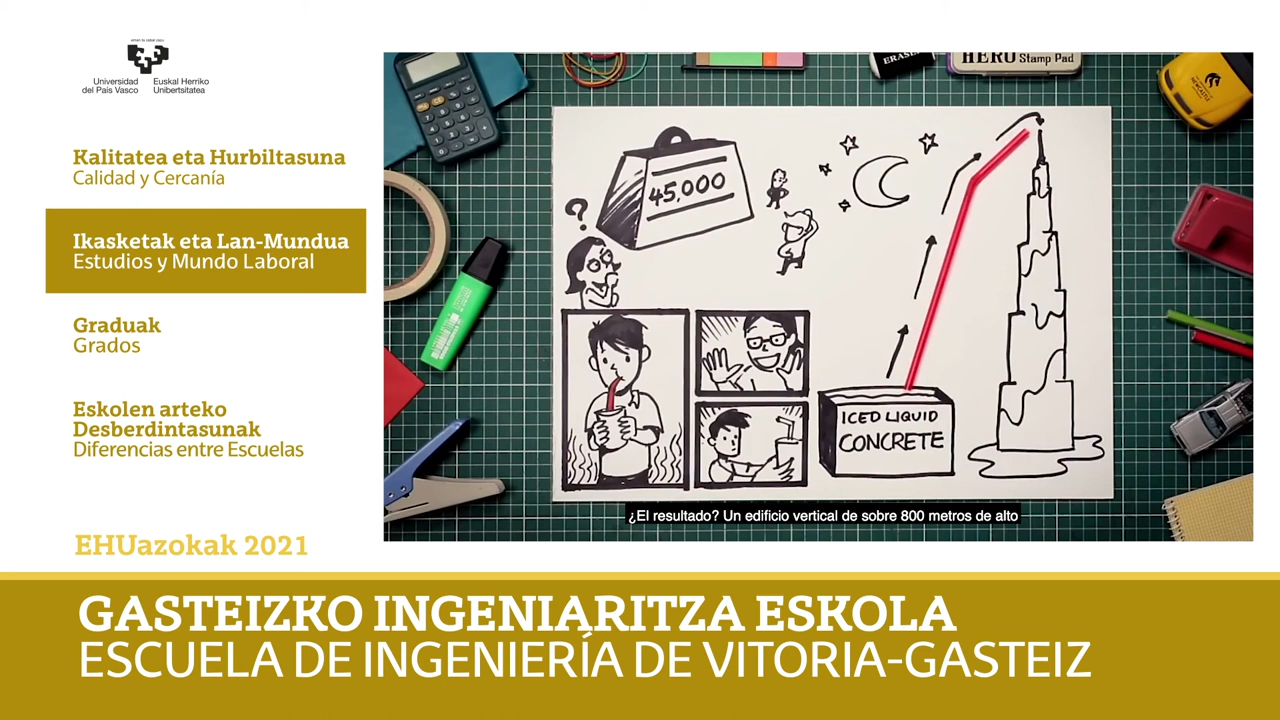 Universidad
del País Vasco
Euskal Herriko
Unibertsitatea
Kalitatea eta Hurbiltasuna
Calidad y Cercanía
Ikasketak eta Lan-Mundua
Estudios y Mundo Laboral
Graduak
Grados
Eskolen arteko
Desberdintasunak
Diferencias entre Escuelas
EHUazokak 2021
ERASER
HERO Stamp Pad
NEWCASTLE
45,000
?
ICED LIQUID
CONCRETE
¿El resultado? Un edificio vertical de sobre 800 metros de alto
GASTEIZKO INGENIARITZA ESKOLA
ESCUELA DE INGENIERÍA DE VITORIA-GASTEIZ